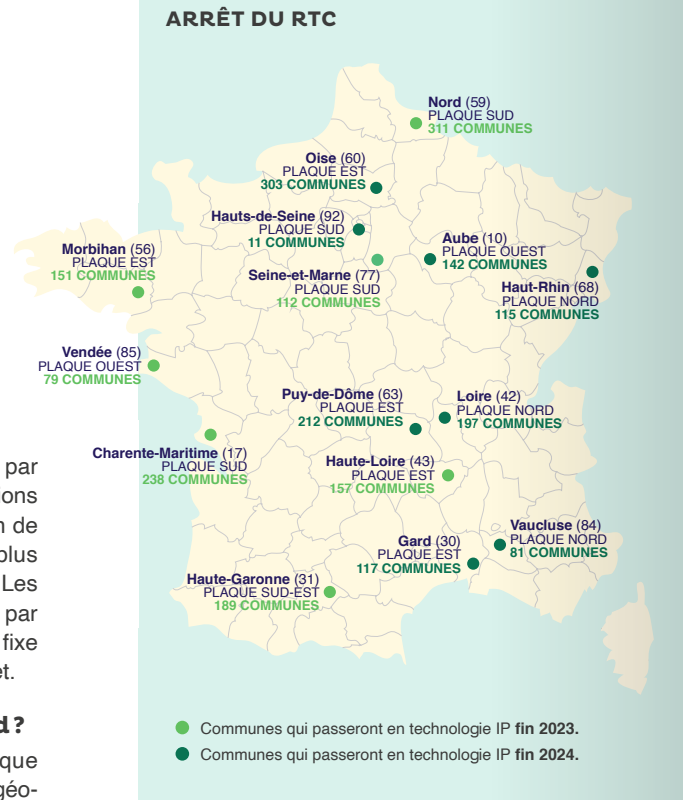 ARRÊT DU RTC
Nord (59)
PLAQUE SUD
311 COMMUNES
Oise (60)
PLAQUE EST
303 COMMUNES
Hauts-de-Seine (92)
PLAQUE SUD
11 COMMUNES
Aube (10)
PLAQUE OUEST
142 COMMUNES
Morbihan (56)
PLAQUE EST
151 COMMUNES
Seine-et-Marne (77)
PLAQUE SUD
112 COMMUNES
Haut-Rhin (68)
PLAQUE NORD
115 COMMUNES
Vendée (85)
PLAQUE OUEST
79 COMMUNES
Puy-de-Dôme (63)
PLAQUE EST
212 COMMUNES
Loire (42)
PLAQUE NORD
197 COMMUNES
Charente-Maritime (17)
PLAQUE SUD
238 COMMUNES
Haute-Loire (43)
PLAQUE EST
157 COMMUNES
Vaucluse (84)
PLAQUE NORD
81 COMMUNES
Gard (30)
PLAQUE EST
117 COMMUNES
Haute-Garonne (31)
PLAQUE SUD-EST
189 COMMUNES
Communes qui passeront en technologie IP fin 2023.
Communes qui passeront en technologie IP fin 2024.
par
de
plus
Les
par
fixe
que